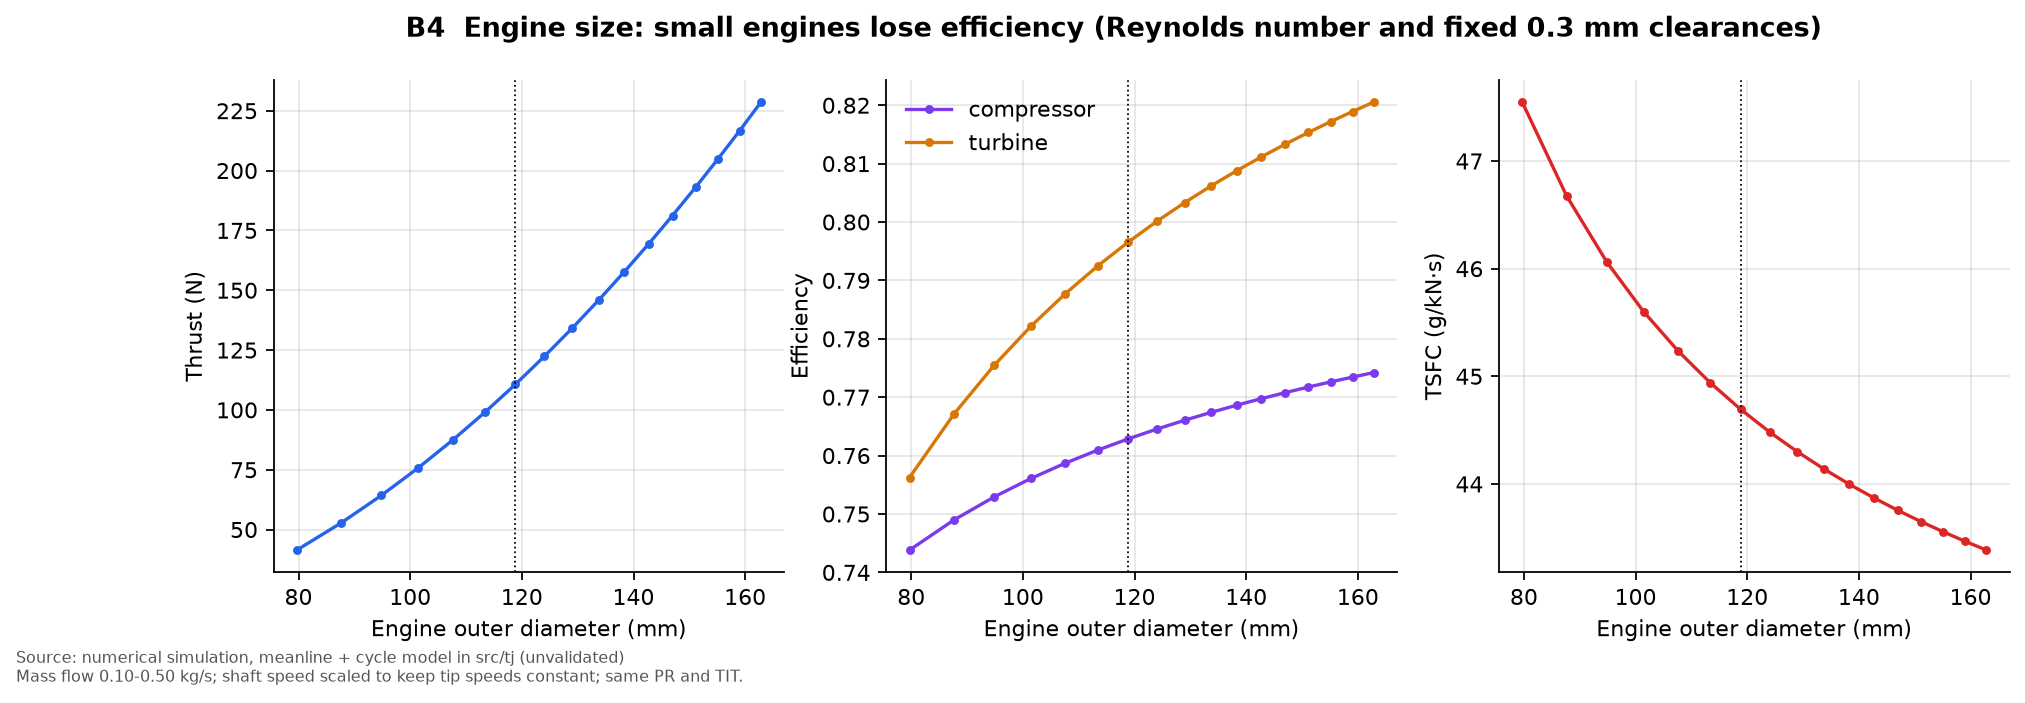 B4  Engine size: small engines lose efficiency (Reynolds number and fixed 0.3 mm clearances)
Thrust (N)
225
200
175
150
125
100
75
50
80 100 120 140 160
Engine outer diameter (mm)
Efficiency
0.82
0.81
0.80
0.79
0.78
0.77
0.76
0.75
0.74
compressor
turbine
80 100 120 140 160
Engine outer diameter (mm)
TSFC (g/kN·s)
47
46
45
44
80 100 120 140 160
Engine outer diameter (mm)
Source: numerical simulation, meanline + cycle model in src/tj (unvalidated)
Mass flow 0.10-0.50 kg/s; shaft speed scaled to keep tip speeds constant; same PR and TIT.